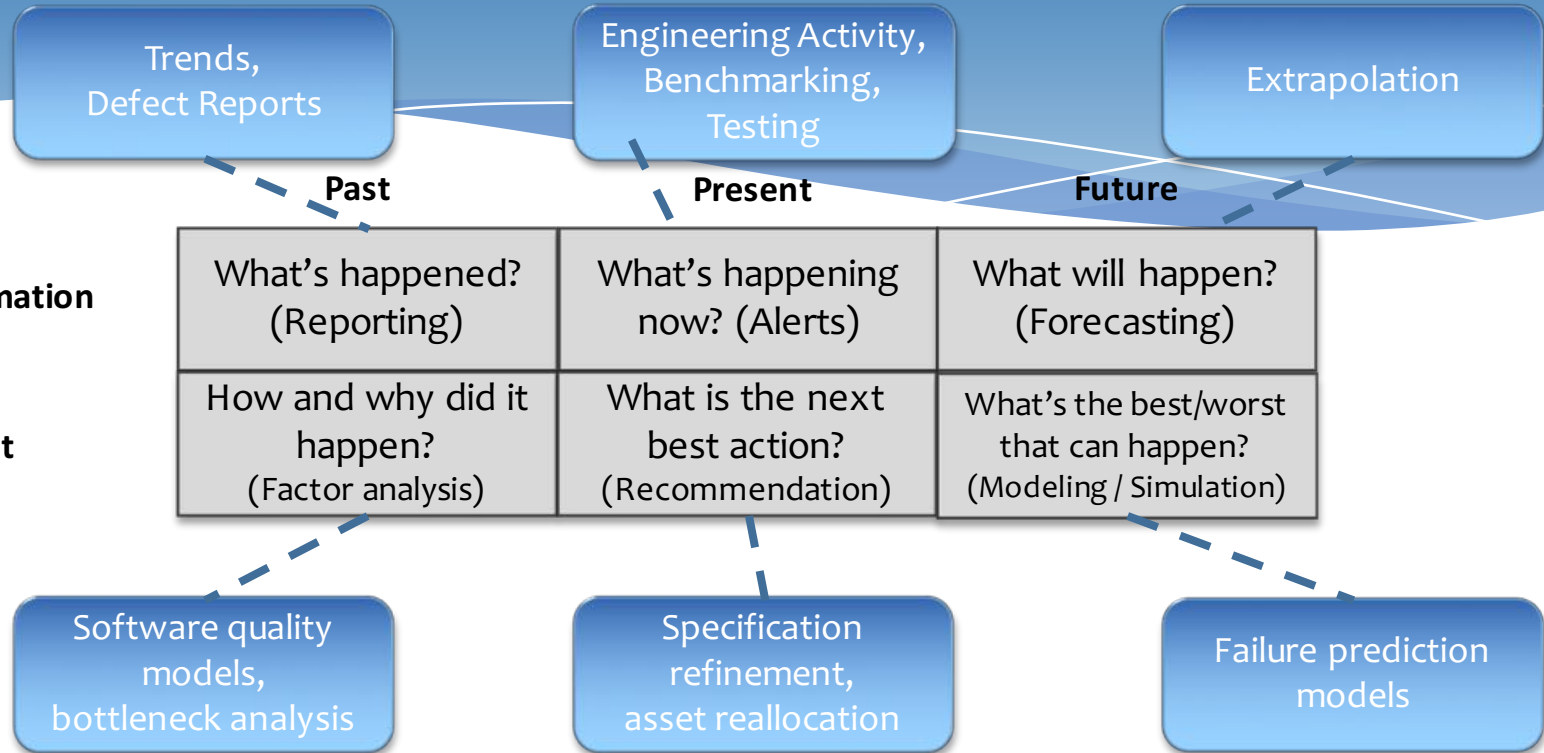 Trends,
Defect Reports
Engineering Activity,
Benchmarking,
Testing
Extrapolation
Past
Present
Future
mation
What’s happened?
(Reporting)
What’s happening
now? (Alerts)
What will happen?
(Forecasting)
t
How and why did it
happen?
(Factor analysis)
What is the next
best action?
(Recommendation)
What’s the best/worst
that can happen?
(Modeling / Simulation)
Software quality
models,
bottleneck analysis
Specification
refinement,
asset reallocation
Failure prediction
models